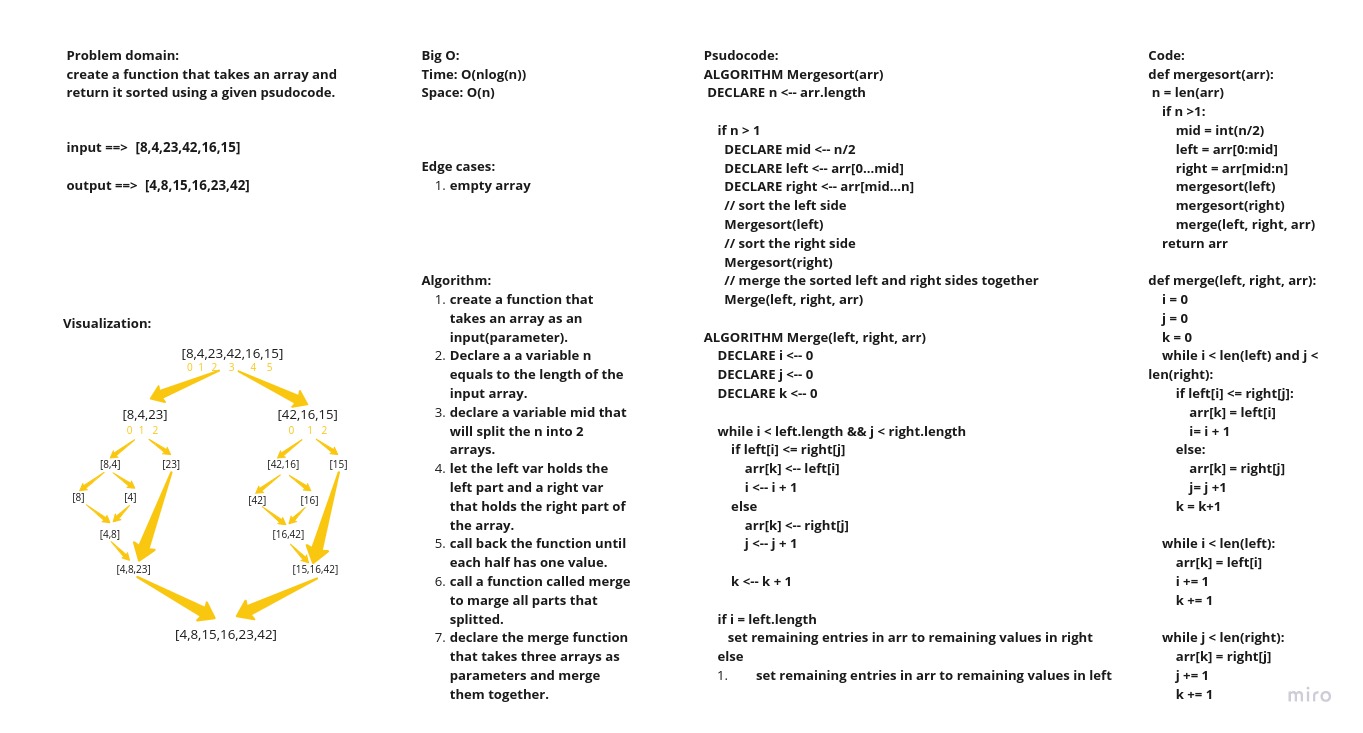 Problem domain:
create a function that takes an array and
return it sorted using a given psudocode.
input ==>  [8,4,23,42,16,15]
output ==>  [4,8,15,16,23,42]
Visualization:
[8,4,23,42,16,15]
0 1 2 3 4 5
[8,4,23] [42,16,15]
0 1 2 0 1 2
[8,4] [23] [42,16] [15]
[8] [4] [42] [16]
[4,8] [16,42]
[4,8,23] [15,16,42]
[4,8,15,16,23,42]
Big O:
Time: O(nlog(n))
Space: O(n)
Edge cases:
1. empty array
Algorithm:
1. create a function that
takes an array as an
input(parameter).
2. Declare a a variable n
equals to the length of the
input array.
3. declare a variable mid that
will split the n into 2
arrays.
4. let the left var holds the
left part and a right var
that holds the right part of
the array.
5. call back the function until
each half has one value.
6. call a function called merge
to marge all parts that
splitted.
7. declare the merge function
that takes three arrays as
parameters and merge
them together.
Psudocode:
ALGORITHM Mergesort(arr)
DECLARE n <-- arr.length
if n > 1
DECLARE mid <-- n/2
DECLARE left <-- arr[0...mid]
DECLARE right <-- arr[mid...n]
// sort the left side
Mergesort(left)
// sort the right side
Mergesort(right)
// merge the sorted left and right sides together
Merge(left, right, arr)
ALGORITHM Merge(left, right, arr)
DECLARE i <-- 0
DECLARE j <-- 0
DECLARE k <-- 0
while i < left.length && j < right.length
if left[i] <= right[j]
arr[k] <-- left[i]
i <-- i + 1
else
arr[k] <-- right[j]
j <-- j + 1
k <-- k + 1
if i = left.length
set remaining entries in arr to remaining values in right
else
1. set remaining entries in arr to remaining values in left
Code:
def mergesort(arr):
n = len(arr)
if n >1:
mid = int(n/2)
left = arr[0:mid]
right = arr[mid:n]
mergesort(left)
mergesort(right)
merge(left, right, arr)
return arr
def merge(left, right, arr):
i = 0
j = 0
k = 0
while i < len(left) and j <
len(right):
if left[i] <= right[j]:
arr[k] = left[i]
i= i + 1
else:
arr[k] = right[j]
j= j +1
k = k+1
while i < len(left):
arr[k] = left[i]
i += 1
k += 1
while j < len(right):
arr[k] = right[j]
j += 1
k += 1
miro